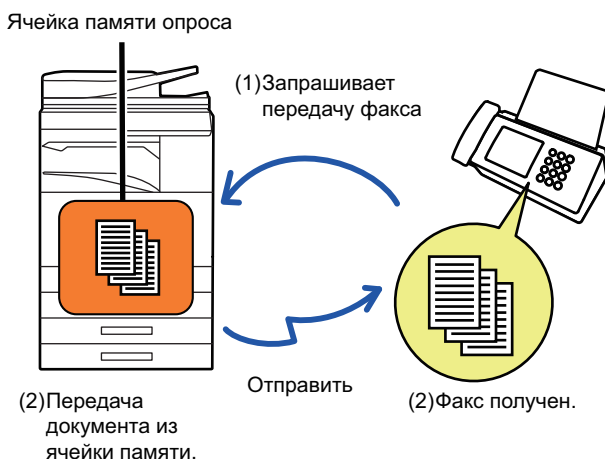 Ячейка памяти опроса
(1)Запрашивает
передачу факса
Отправить
(2)Передача
документа из
ячейки памяти.
(2)Факс получен.